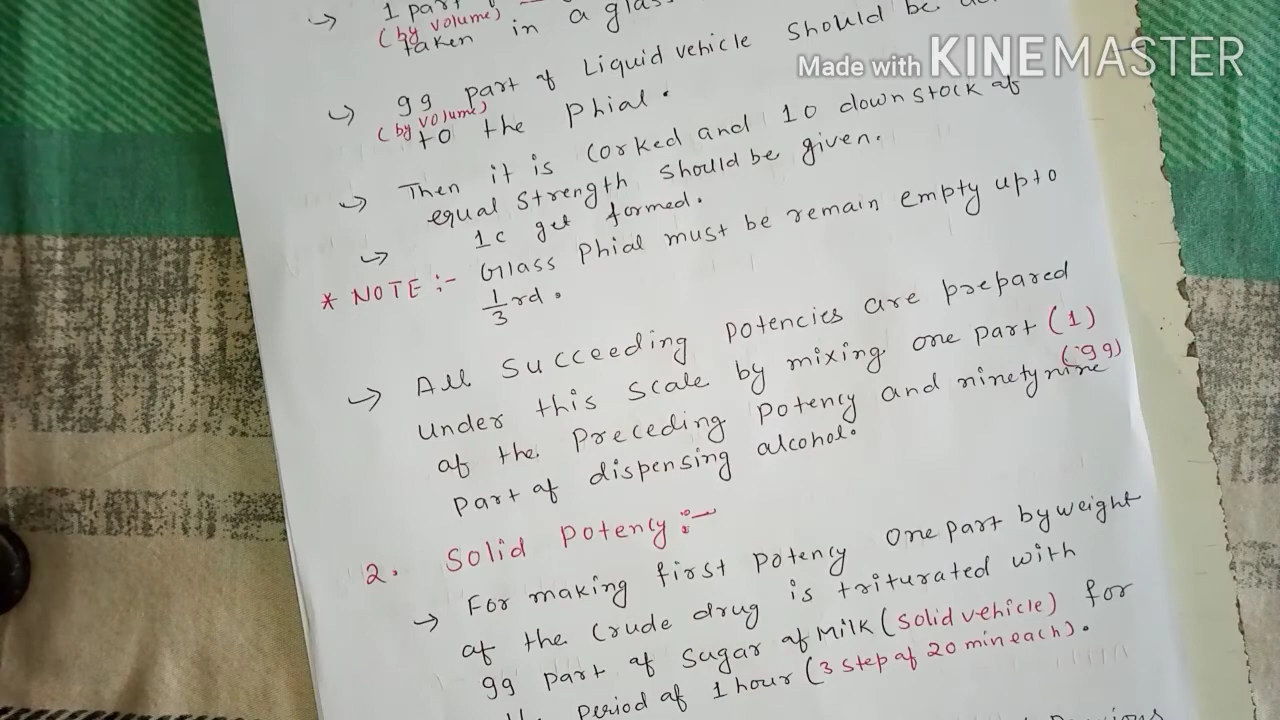 → 1 part
(by volume)
taken in a glass
Made with KINEMASTER
→ 99 part of Liquid vehicle should be
(by volume)
to the phial.
→ Then it is corked and 10 downstock of
equal strength should be given.
→ 1c get formed.
* NOTE :- Glass Phial must be remain empty upto
1/3 rd.
→ All succeeding potencies are prepared
under this scale by mixing one part (1)
of the preceding potency and ninetynine (99)
part of dispensing alcohol.
2. Solid potency :-
→ For making first potency one part by weight
of the crude drug is triturated with
99 part of sugar of Milk (solid vehicle) for
period of 1 hour (3 step of 20 min each).